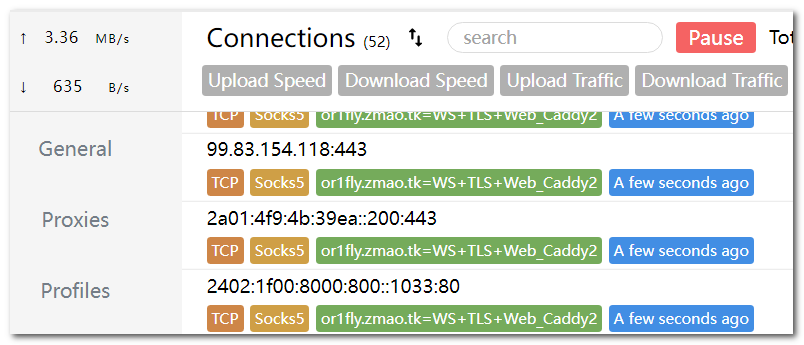 ↑ 3.36 MB/s
↓ 635 B/s
General
Proxies
Profiles
Connections (52) search Pause Tot
Upload Speed Download Speed Upload Traffic Download Traffic
TCP Socks5 or1fly.zmao.tk=WS+TLS+Web_Caddy2 A few seconds ago
99.83.154.118:443
TCP Socks5 or1fly.zmao.tk=WS+TLS+Web_Caddy2 A few seconds ago
2a01:4f9:4b:39ea::200:443
TCP Socks5 or1fly.zmao.tk=WS+TLS+Web_Caddy2 A few seconds ago
2402:1f00:8000:800::1033:80
TCP Socks5 or1fly.zmao.tk=WS+TLS+Web_Caddy2 A few seconds ago